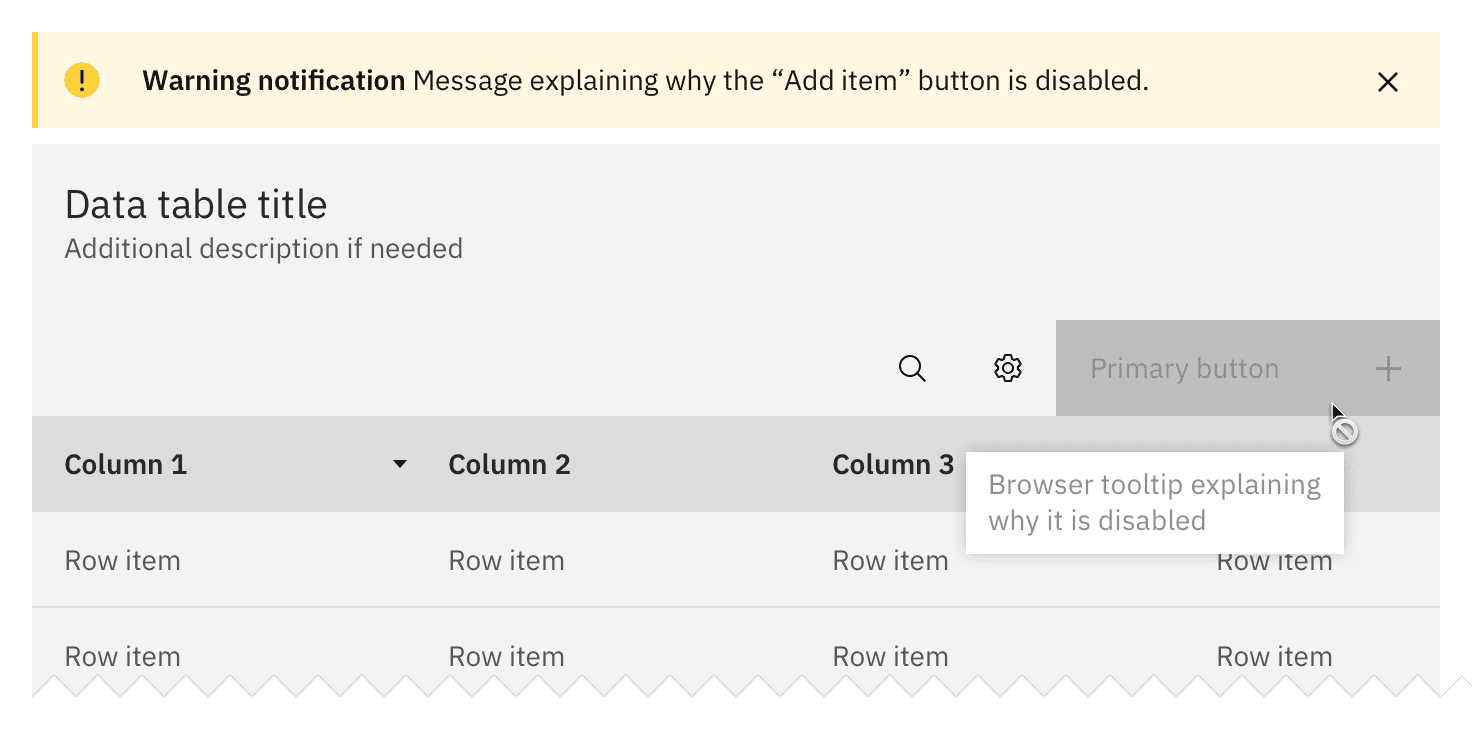 Warning notification Message explaining why the “Add item” button is disabled.
Data table title
Additional description if needed
Primary button
Column 1 Column 2 Column 3
Browser tooltip explaining
why it is disabled
Row item Row item Row item Row item
Row item Row item Row item Row item